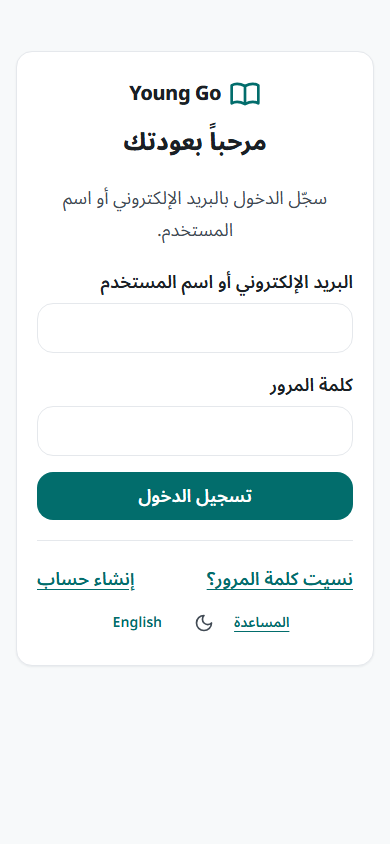 Young Go
مرحباً بعودتك
سجّل الدخول بالبريد الإلكتروني أو اسم
المستخدم.
البريد الإلكتروني أو اسم المستخدم
كلمة المرور
تسجيل الدخول
نسيت كلمة المرور؟ إنشاء حساب
المساعدة English